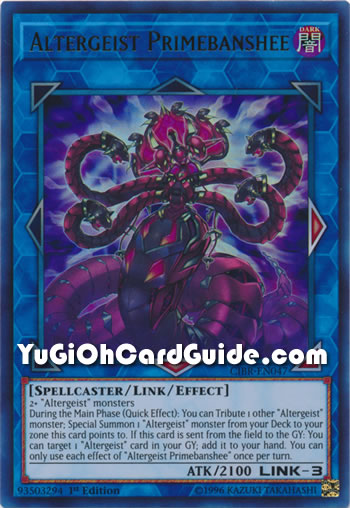 ALTERGEIST PRIMEBANSHEE
DARK
闇
YuGiOhCardGuide.com
CIBR-EN047
[SPELLCASTER/LINK/EFFECT]
2+ "Altergeist" monsters
During the Main Phase (Quick Effect): You can Tribute 1 other "Altergeist"
monster; Special Summon 1 "Altergeist" monster from your Deck to your
zone this card points to. If this card is sent from the field to the GY: You
can target 1 "Altergeist" card in your GY; add it to your hand. You can
only use each effect of "Altergeist Primebanshee" once per turn.
ATK/2100 LINK-3
93503294 1st Edition ©1996 KAZUKI TAKAHASHI